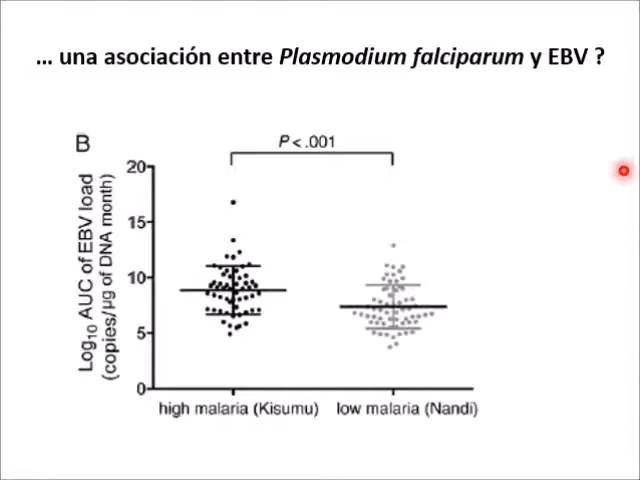 ... una asociación entre Plasmodium falciparum y EBV ?
B
P < .001
Log10 AUC of EBV load
(copies/µg of DNA month)
20
15
10
5
0
high malaria (Kisumu) low malaria (Nandi)